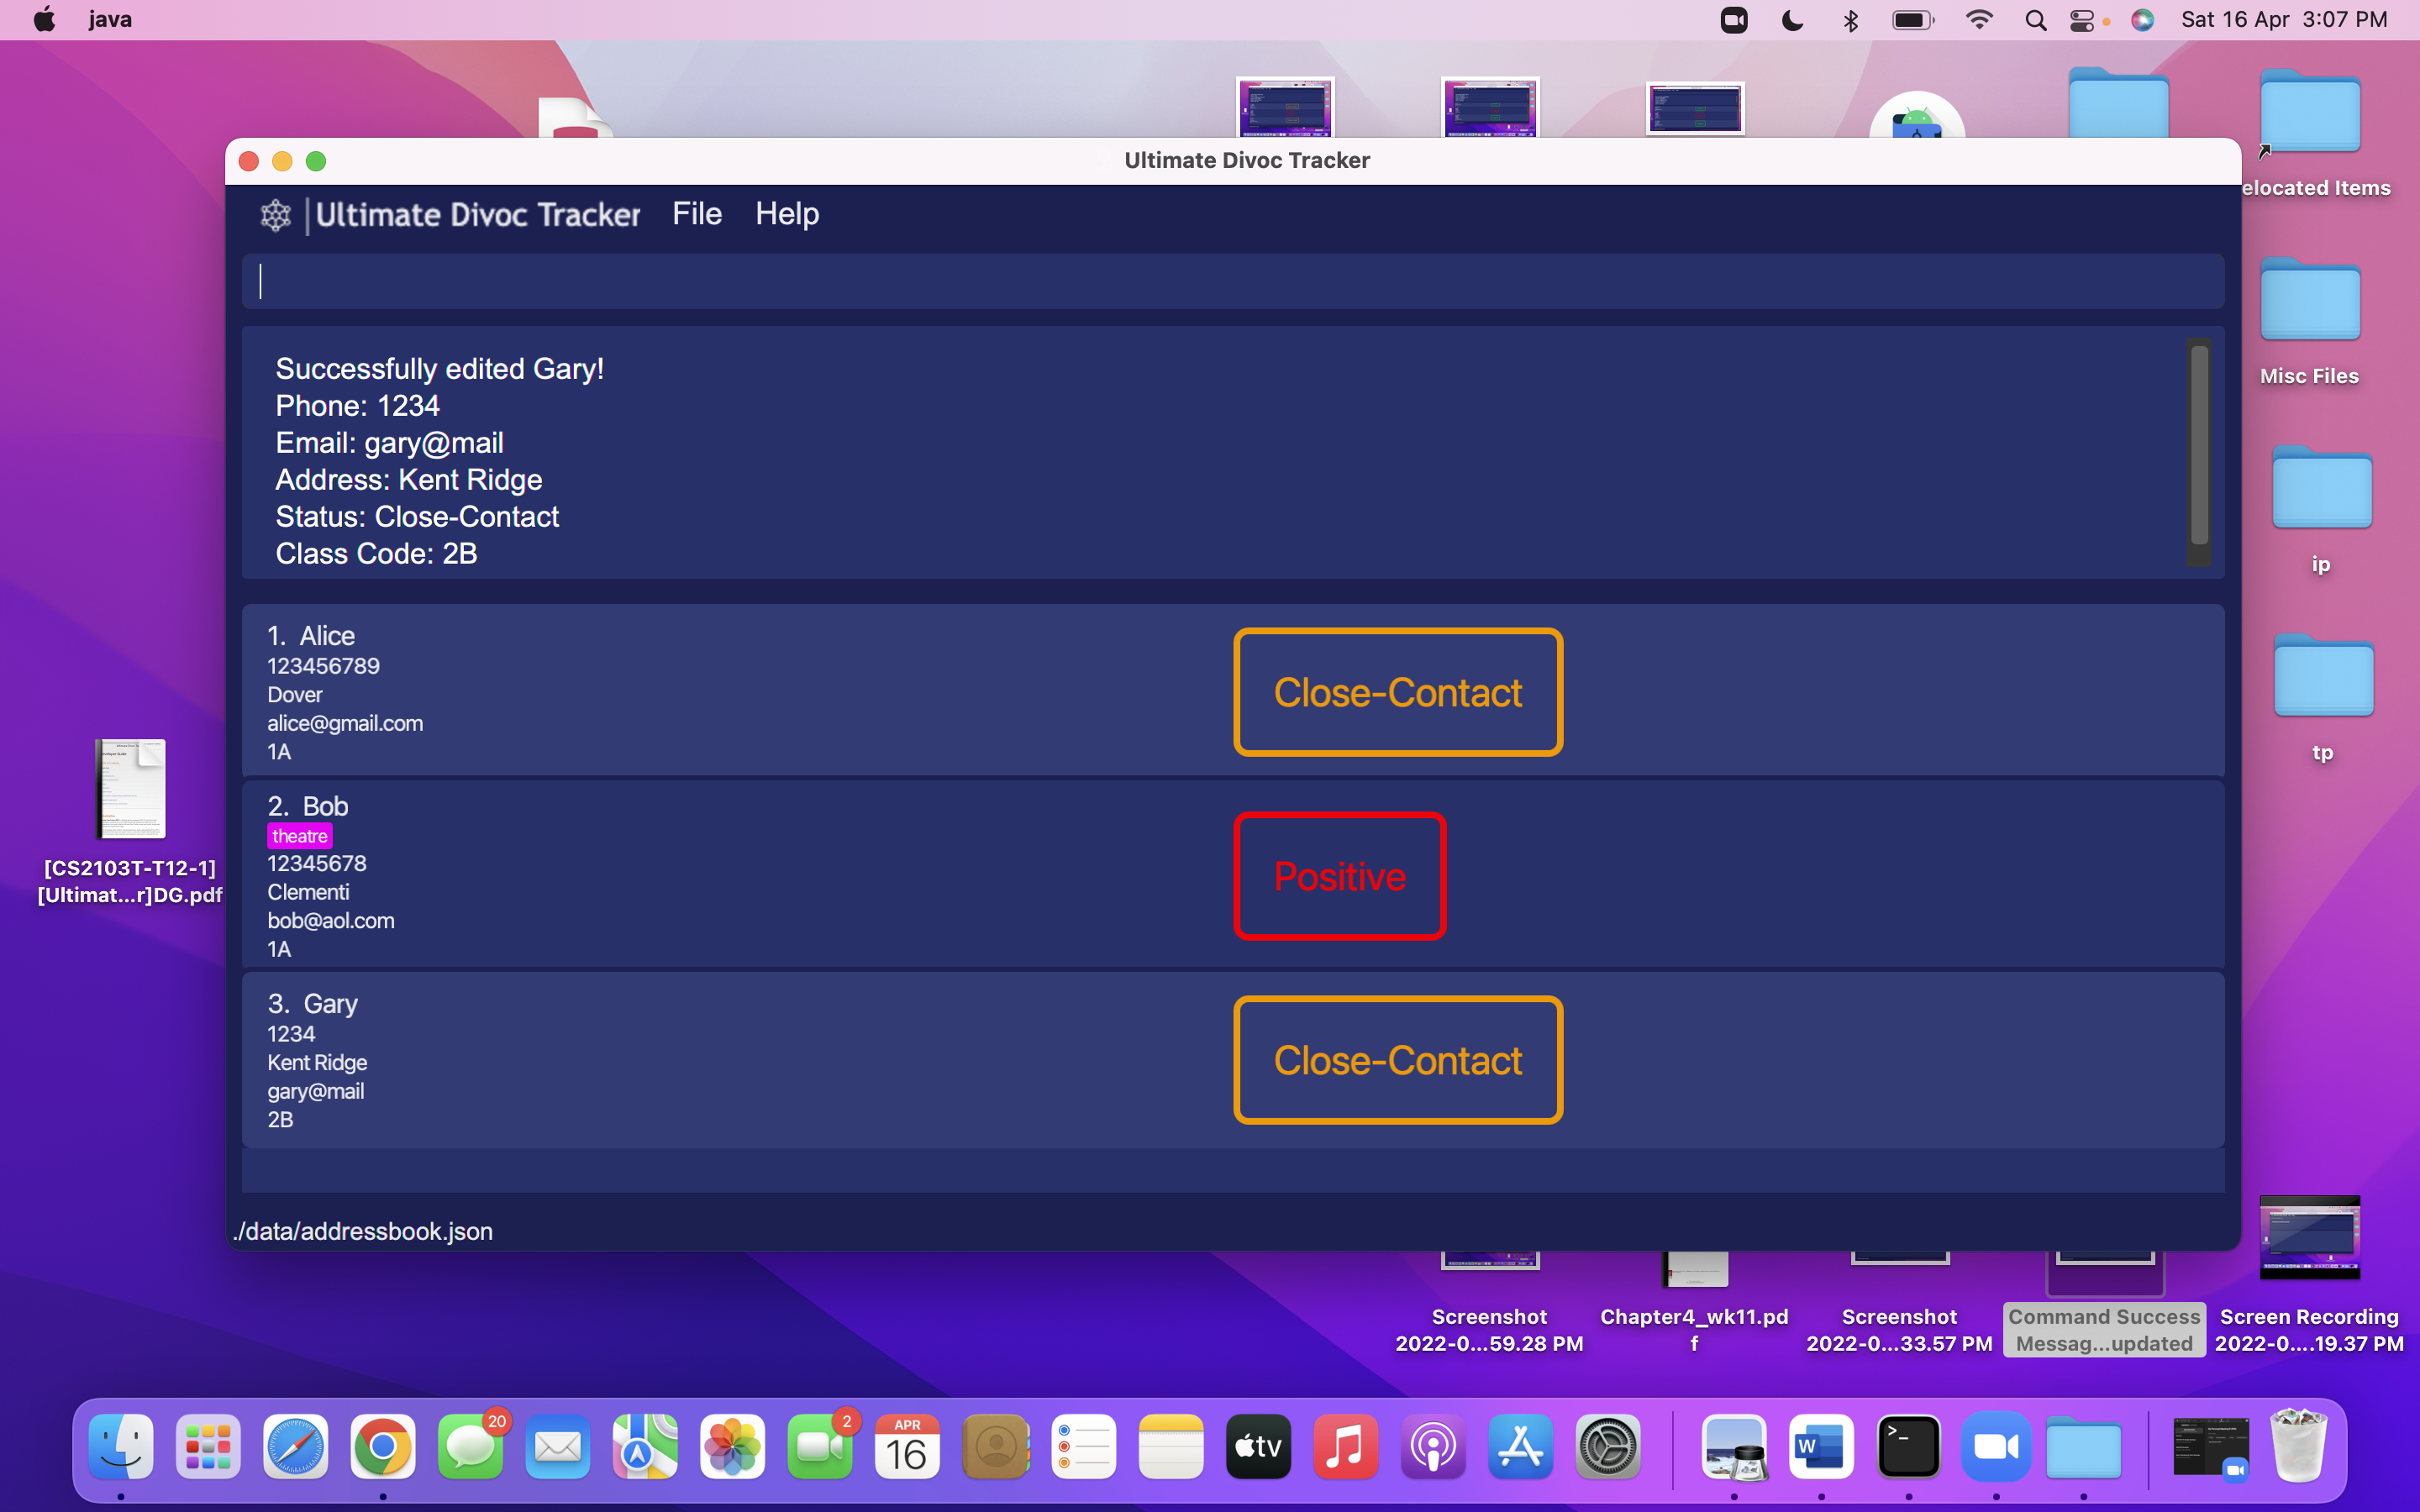 java
Sat 16 Apr 3:07 PM
elocated Items
Ultimate Divoc Tracker
Ultimate Divoc Tracker File Help
Successfully edited Gary!
Phone: 1234
Email: gary@mail
Address: Kent Ridge
Status: Close-Contact
Class Code: 2B
1. Alice
123456789
Dover
alice@gmail.com
1A
Close-Contact
2. Bob
theatre
12345678
Clementi
bob@aol.com
1A
Positive
3. Gary
1234
Kent Ridge
gary@mail
2B
Close-Contact
./data/addressbook.json
Misc Files
ip
tp
[CS2103T-T12-1]
[Ultimat...r]DG.pdf
Screenshot
2022-0...59.28 PM
Chapter4_wk11.pd
f
Screenshot
2022-0...33.57 PM
Command Success
Messag...updated
Screen Recording
2022-0....19.37 PM
20
2
APR
16
tv
W
>_